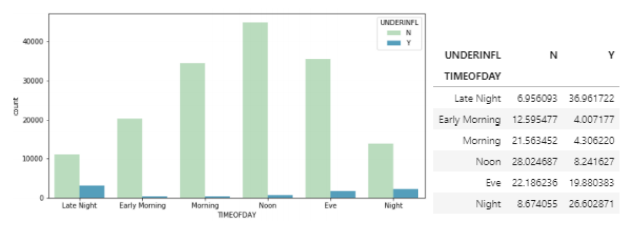 UNDERINFL
N
Y
40000
30000
20000
10000
0
count
Late Night Early Morning Morning Noon Eve Night
TIMEOFDAY
UNDERINFL N Y
TIMEOFDAY
Late Night 6.956093 36.961722
Early Morning 12.595477 4.007177
Morning 21.563452 4.306220
Noon 28.024687 8.241627
Eve 22.186236 19.880383
Night 8.674055 26.602871